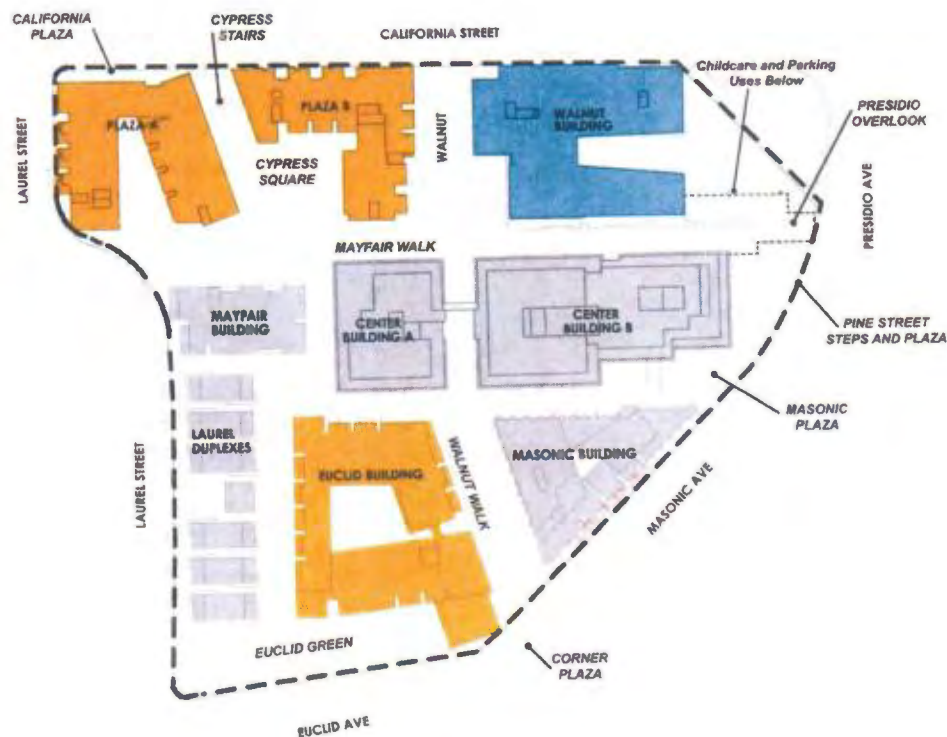 CALIFORNIA
PLAZA
CYPRESS
STAIRS
CALIFORNIA STREET
Childcare and Parking
Uses Below
PRESIDIO
OVERLOOK
LAUREL STREET
PLAZA A
PLAZA B
WALNUT
WALNUT
BUILDING
CYPRESS
SQUARE
PRESIDIO AVE
MAYFAIR WALK
MAYFAIR
BUILDING
CENTER
BUILDING A
CENTER
BUILDING B
PINE STREET
STEPS AND PLAZA
MASONIC
PLAZA
LAUREL
DUPLEXES
LAUREL STREET
EUCLID BUILDING
WALNUT WALK
MASONIC BUILDING
MASONIC AVE
EUCLID GREEN
CORNER
PLAZA
EUCLID AVE